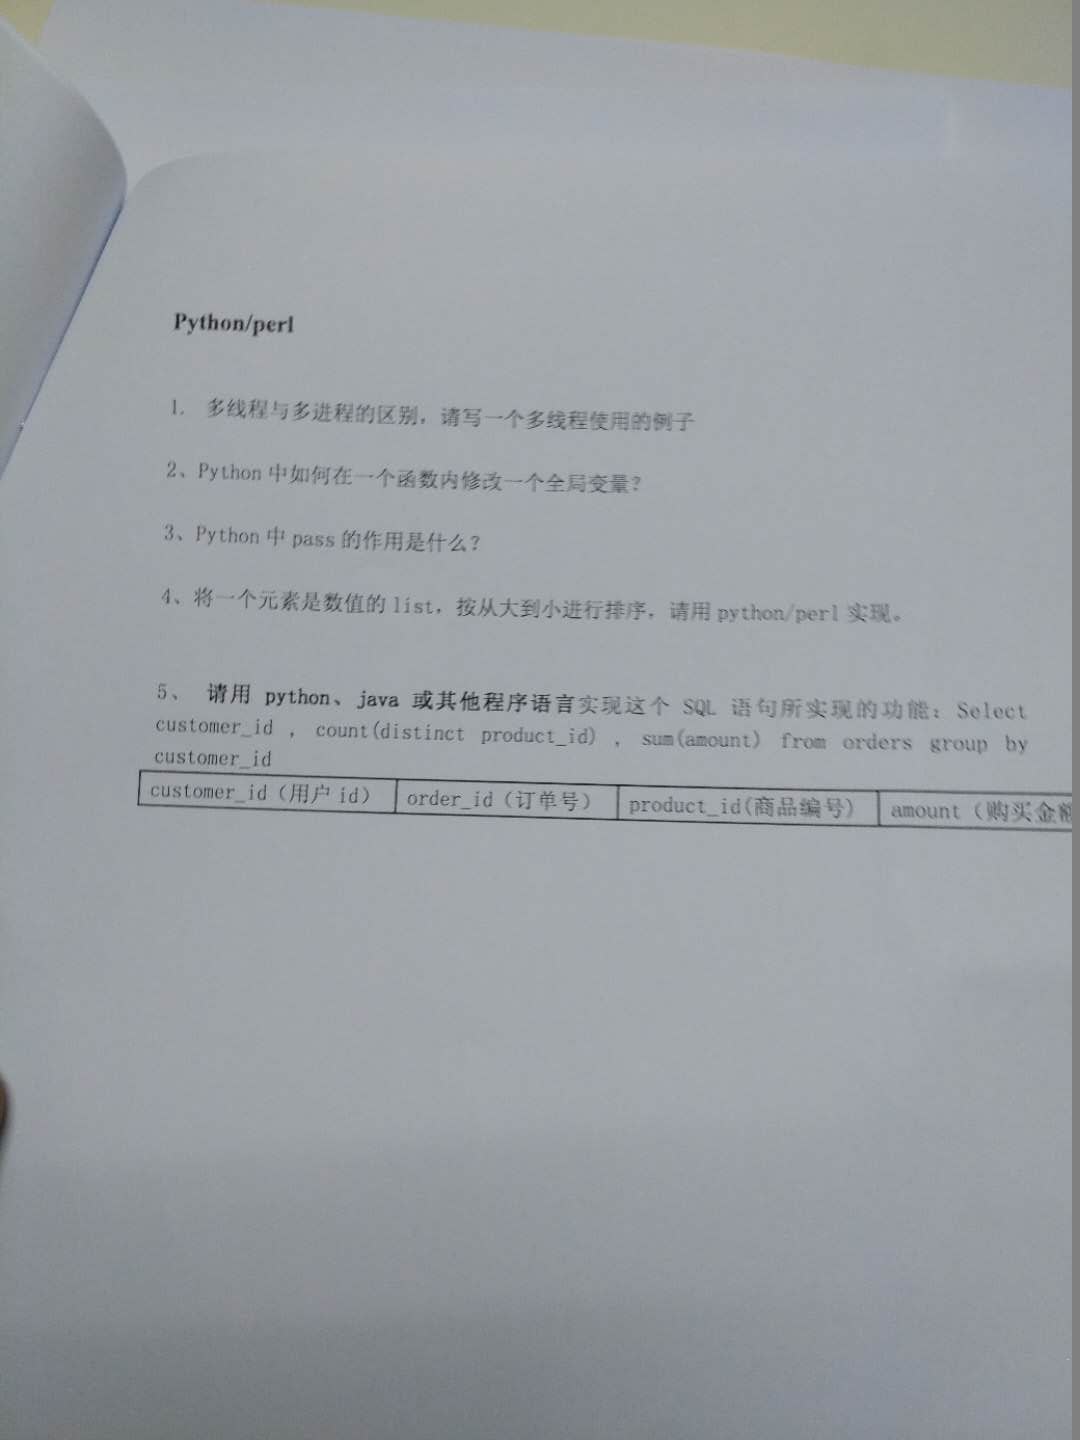 Python/perl
1. 多线程与多进程的区别，请写一个多线程使用的例子
2、Python 中如何在一个函数内修改一个全局变量？
3、Python 中 pass 的作用是什么？
4、将一个元素是数值的 list，按从大到小进行排序，请用 python/perl 实现。
5、 请用 python、java 或其他程序语言实现这个 SQL 语句所实现的功能：Select
customer_id , count(distinct product_id) , sum(amount) from orders group by
customer_id
customer_id（用户 id） order_id（订单号） product_id(商品编号) amount（购买金额